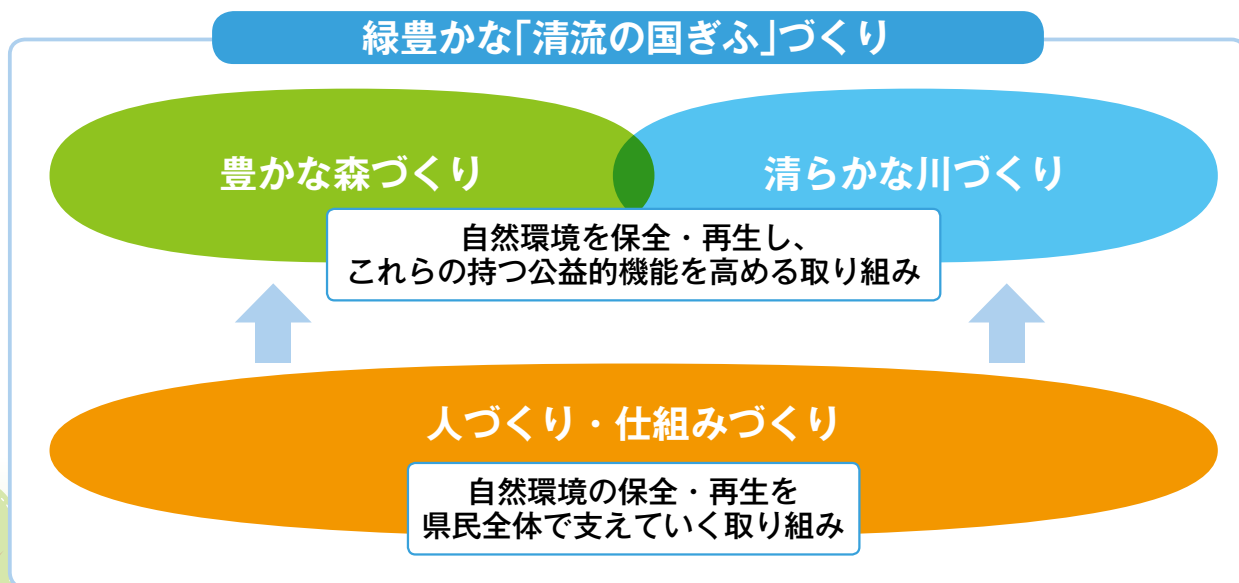 緑豊かな「清流の国ぎふ」づくり
豊かな森づくり
清らかな川づくり
自然環境を保全・再生し、
これらの持つ公益的機能を高める取り組み
人づくり・仕組みづくり
自然環境の保全・再生を
県民全体で支えていく取り組み